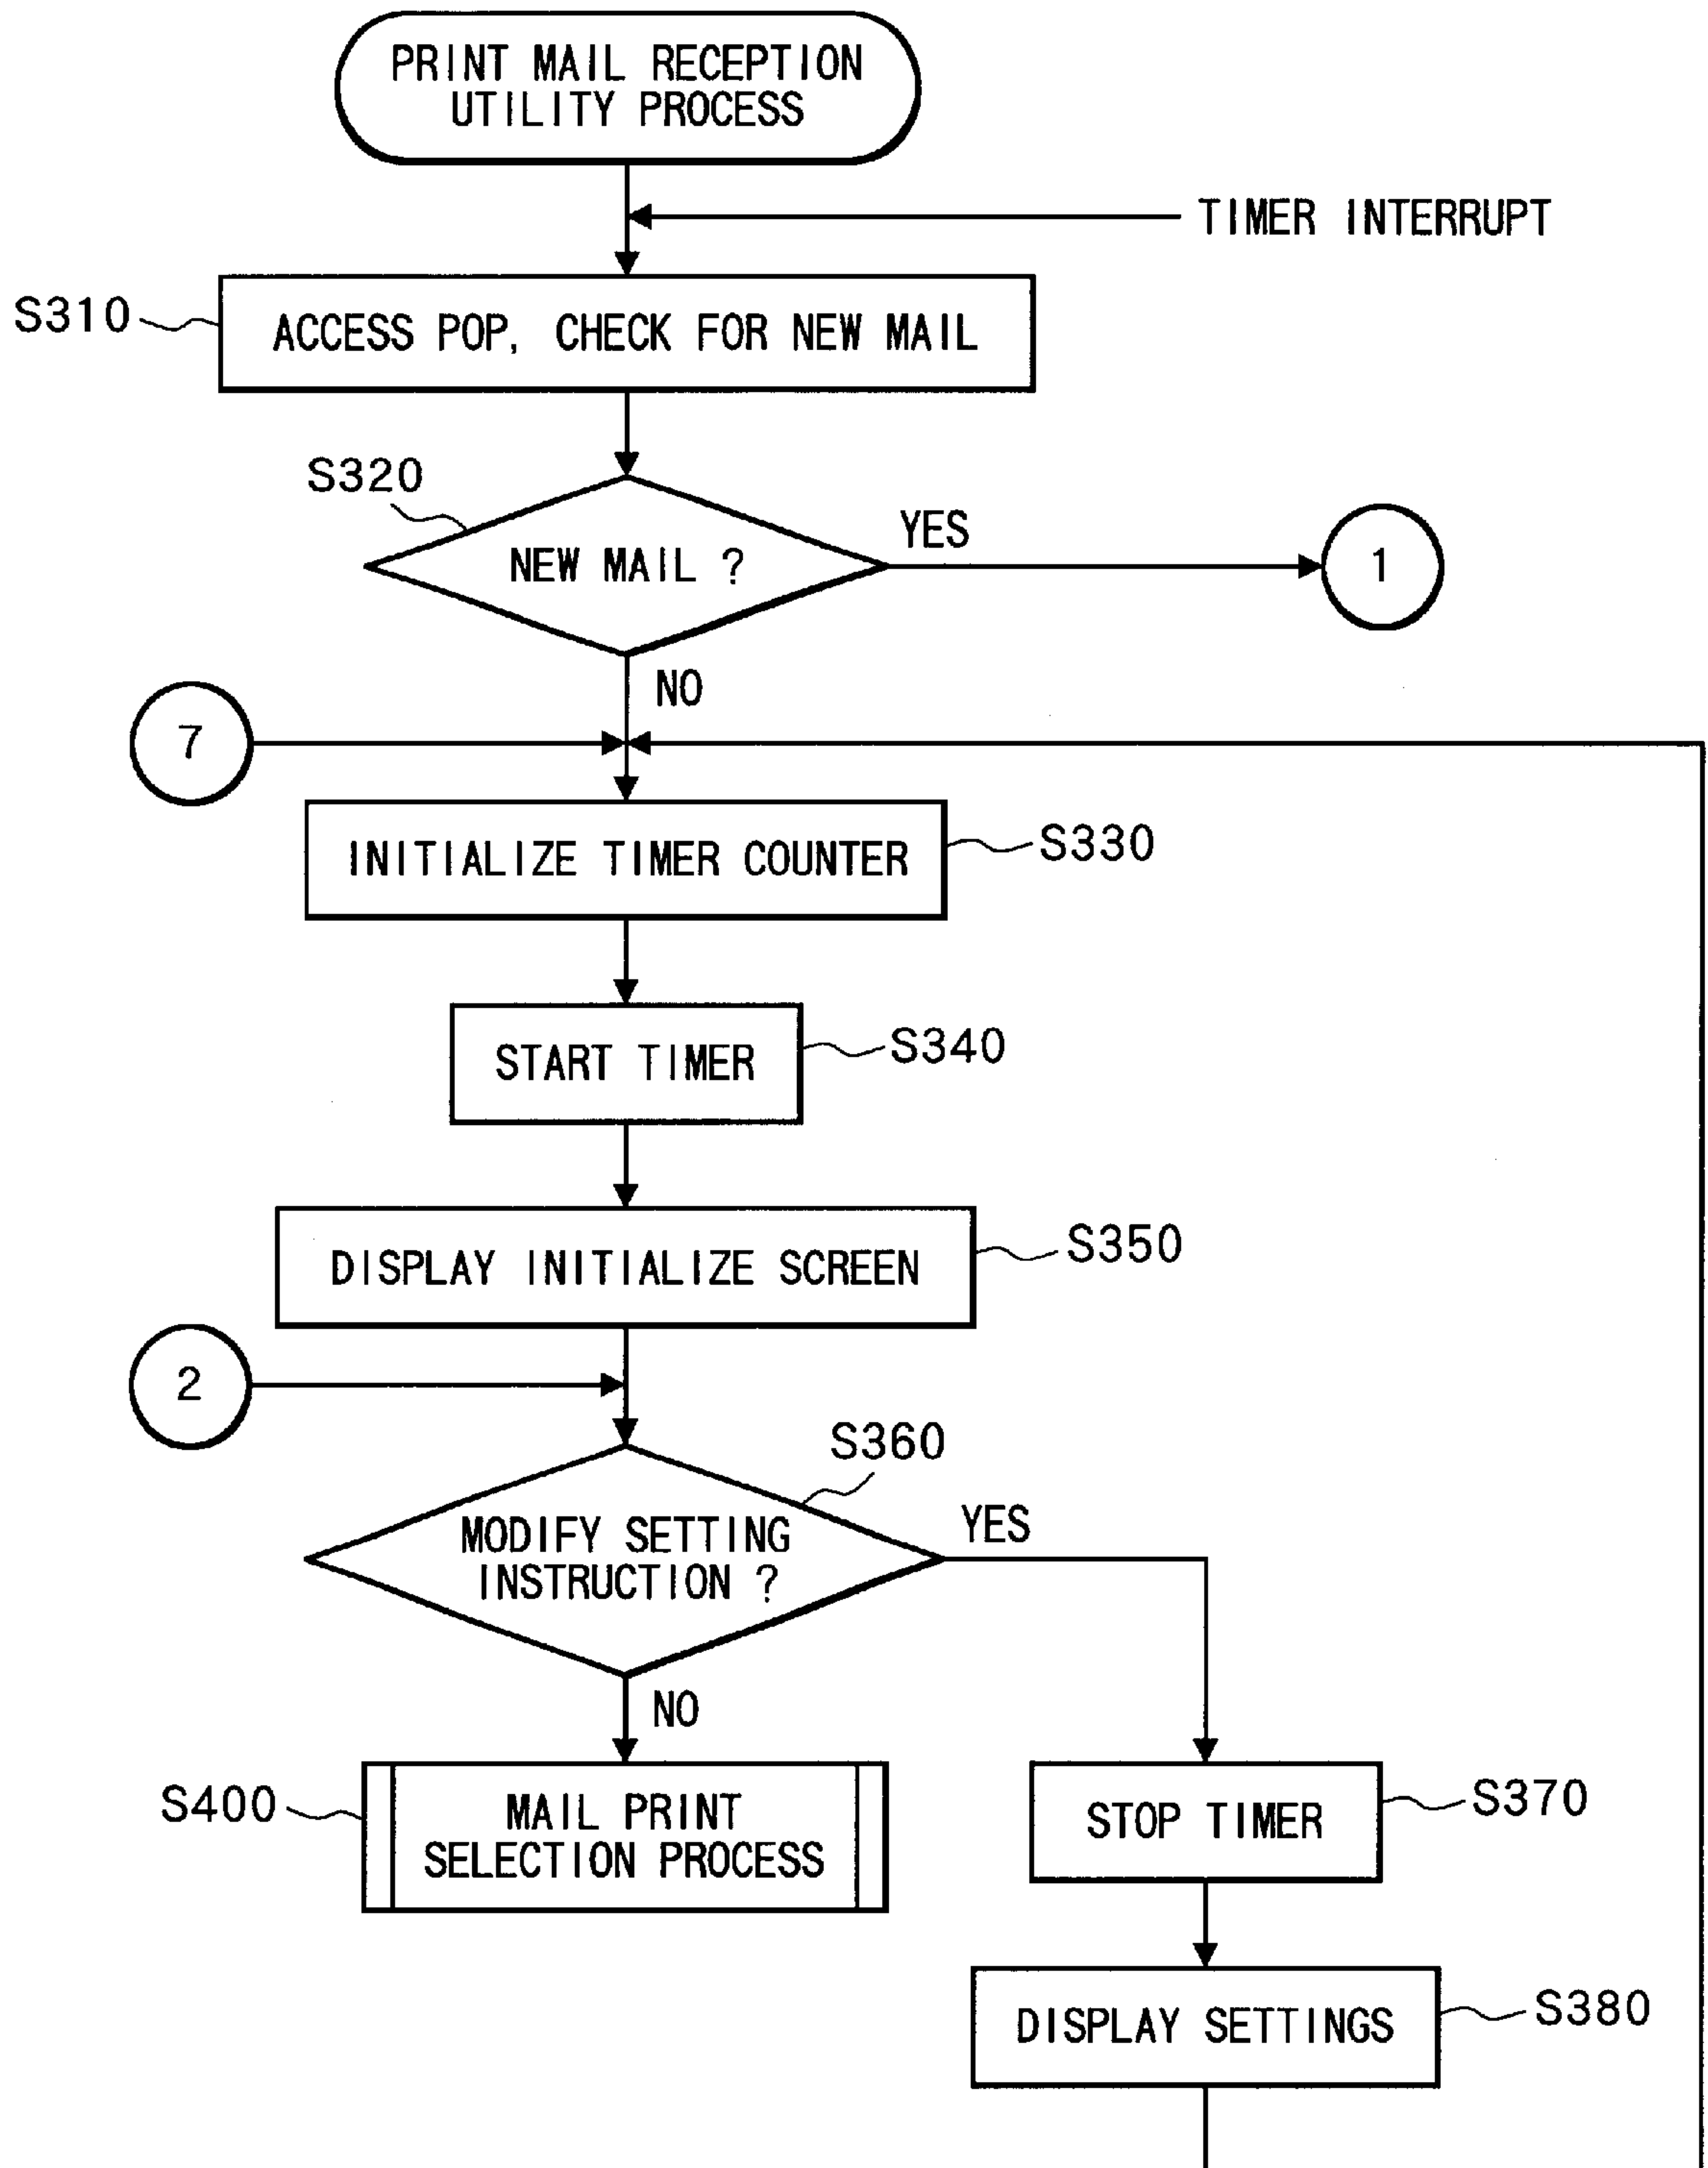 PRINT MAIL RECEPTION
UTILITY PROCESS
TIMER INTERRUPT
S310
ACCESS POP, CHECK FOR NEW MAIL
S320
NEW MAIL ?
YES
1
NO
7
INITIALIZE TIMER COUNTER
S330
START TIMER
S340
DISPLAY INITIALIZE SCREEN
S350
2
S360
MODIFY SETTING
INSTRUCTION ?
YES
NO
S400
MAIL PRINT
SELECTION PROCESS
STOP TIMER
S370
DISPLAY SETTINGS
S380